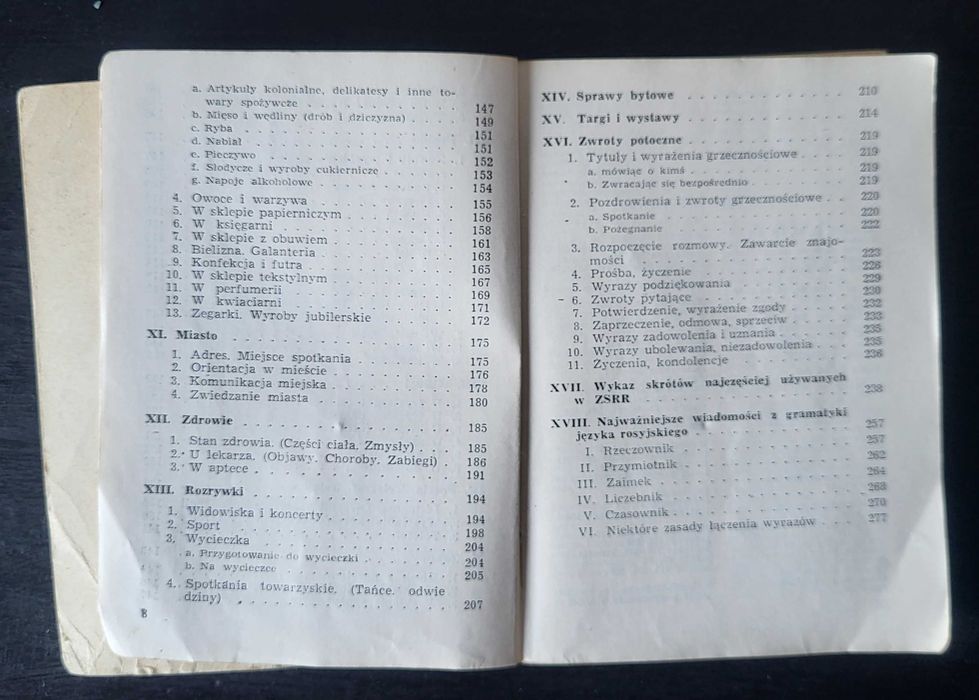 a. Artykuły kolonialne, delikatesy i inne to-
wary spożywcze . . . . . . . . . . 147
b. Mięso i wędliny (drób i dziczyzna) . . . 149
c. Ryba . . . . . . . . . . 151
d. Nabiał . . . . . . . . . . 151
e. Pieczywo . . . . . . . . . . 152
f. Słodycze i wyroby cukiernicze . . . . 153
g. Napoje alkoholowe . . . . . . . 154
4. Owoce i warzywa . . . . . . . . 155
5. W sklepie papierniczym . . . . . . 156
6. W księgarni . . . . . . . . . 158
7. W sklepie z obuwiem . . . . . . . 161
8. Bielizna. Galanteria . . . . . . . 163
9. Konfekcja i futra . . . . . . . . 165
10. W sklepie tekstylnym . . . . . . . 167
11. W perfumerii . . . . . . . . . 169
12. W kwiaciarni . . . . . . . . . 171
13. Zegarki. Wyroby jubilerskie . . . . . 172
XI. Miasto . . . . . . . . . . . 175
1. Adres. Miejsce spotkania . . . . . . 175
2. Orientacja w mieście . . . . . . . 176
3. Komunikacja miejska . . . . . . . 178
4. Zwiedzanie miasta . . . . . . . . 180
XII. Zdrowie . . . . . . . . . . . 185
1. Stan zdrowia. (Części ciała, Zmysły) . . . 185
2. U lekarza. (Objawy. Choroby. Zabiegi) . . 186
3. W aptece . . . . . . . . . . 191
XIII. Rozrywki . . . . . . . . . . . 194
1. Widowiska i koncerty . . . . . . . 194
2. Sport . . . . . . . . . . . 198
3. Wycieczka . . . . . . . . . . 204
a. Przygotowanie do wycieczki . . . . . 204
b. Na wycieczce . . . . . . . . . 205
4. Spotkania towarzyskie. (Tańce, odwie
dziny) . . . . . . . . . . . 207
8
XIV. Sprawy bytowe . . . . . . . . . 210
XV. Targi i wystawy . . . . . . . . . 214
XVI. Zwroty potoczne . . . . . . . . . 219
1. Tytuły i wyrażenia grzecznościowe . . . . 219
a. mówiąc o kimś . . . . . . . . 219
b. Zwracając się bezpośrednio . . . . . 219
2. Pozdrowienia i zwroty grzecznościowe . . 220
a. Spotkanie . . . . . . . . . . 220
b. Pożegnanie . . . . . . . . . 222
3. Rozpoczęcie rozmowy. Zawarcie znajo-
mości . . . . . . . . . . . 223
4. Prośba, życzenie . . . . . . . . 226
5. Wyrazy podziękowania . . . . . . 229
6. Zwroty pytające . . . . . . . . 230
7. Potwierdzenie, wyrażenie zgody . . . . 232
8. Zaprzeczenie, odmowa, sprzeciw . . . . 233
9. Wyrazy zadowolenia i uznania . . . . . 235
10. Wyrazy ubolewania, niezadowolenia . . . 235
11. Życzenia, kondolencje . . . . . . . 236
XVII. Wykaz skrótów najczęściej używanych
w ZSRR . . . . . . . . . . . 238
XVIII. Najważniejsze wiadomości z gramatyki
języka rosyjskiego . . . . . . . . 257
I. Rzeczownik . . . . . . . . . . 257
II. Przymiotnik . . . . . . . . . . 262
III. Zaimek . . . . . . . . . . . 264
IV. Liczebnik . . . . . . . . . . 268
V. Czasownik . . . . . . . . . . 270
VI. Niektóre zasady łączenia wyrazów . . . 277